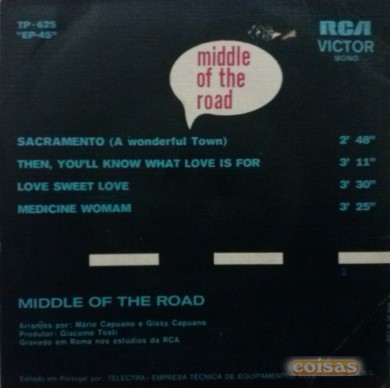 TP-625
"EP-45"
middle
of the
road
RCA
VICTOR
MONO
SACRAMENTO (A wonderful Town) 2' 48"
THEN, YOU'LL KNOW WHAT LOVE IS FOR 3' 11"
LOVE SWEET LOVE 3' 30"
MEDICINE WOMAM 3' 25"
MIDDLE OF THE ROAD
Arranjos por: Mário Capuano e Giosy Capuano
Produtor: Giacomo Tosti
Gravado em Roma nos estúdios da RCA
coisas
Editado em Portugal por: TELECTRA-EMPRESA TÉCNICA DE EQUIPAMENTOS